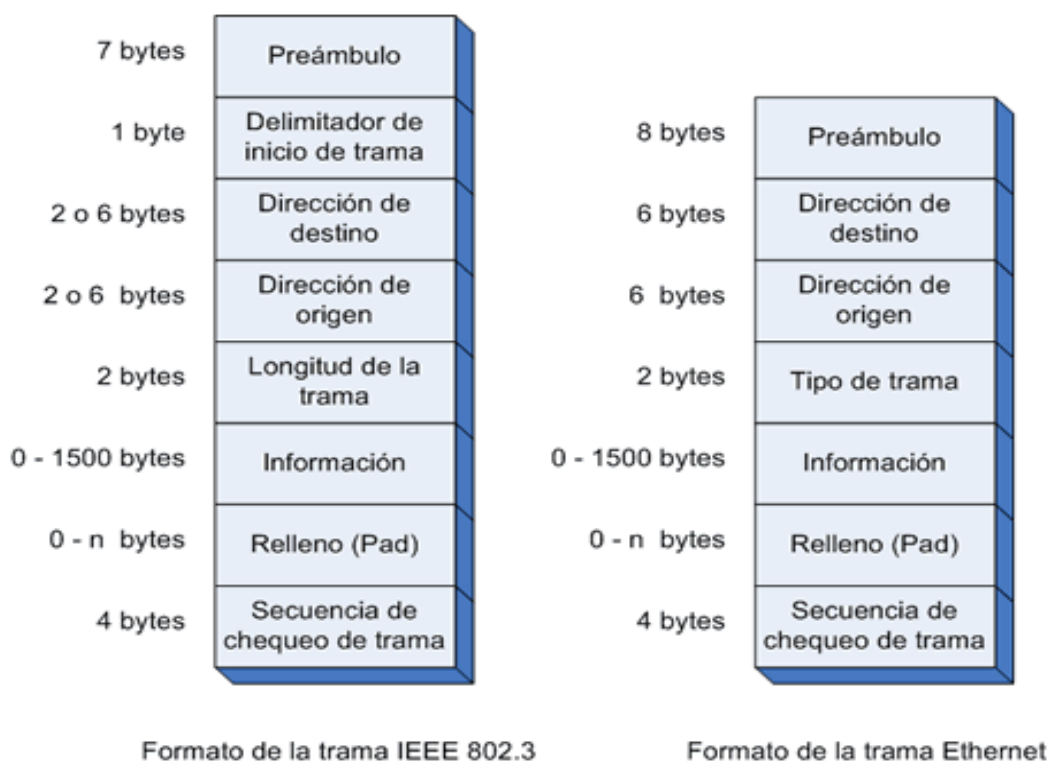 7 bytes
Preámbulo
1 byte
Delimitador de
inicio de trama
2 o 6 bytes
Dirección de
destino
2 o 6 bytes
Dirección de
origen
2 bytes
Longitud de la
trama
0 - 1500 bytes
Información
0 - n bytes
Relleno (Pad)
4 bytes
Secuencia de
chequeo de trama
Formato de la trama IEEE 802.3
8 bytes
Preámbulo
6 bytes
Dirección de
destino
6 bytes
Dirección de
origen
2 bytes
Tipo de trama
0 - 1500 bytes
Información
0 - n bytes
Relleno (Pad)
4 bytes
Secuencia de
chequeo de trama
Formato de la trama Ethernet